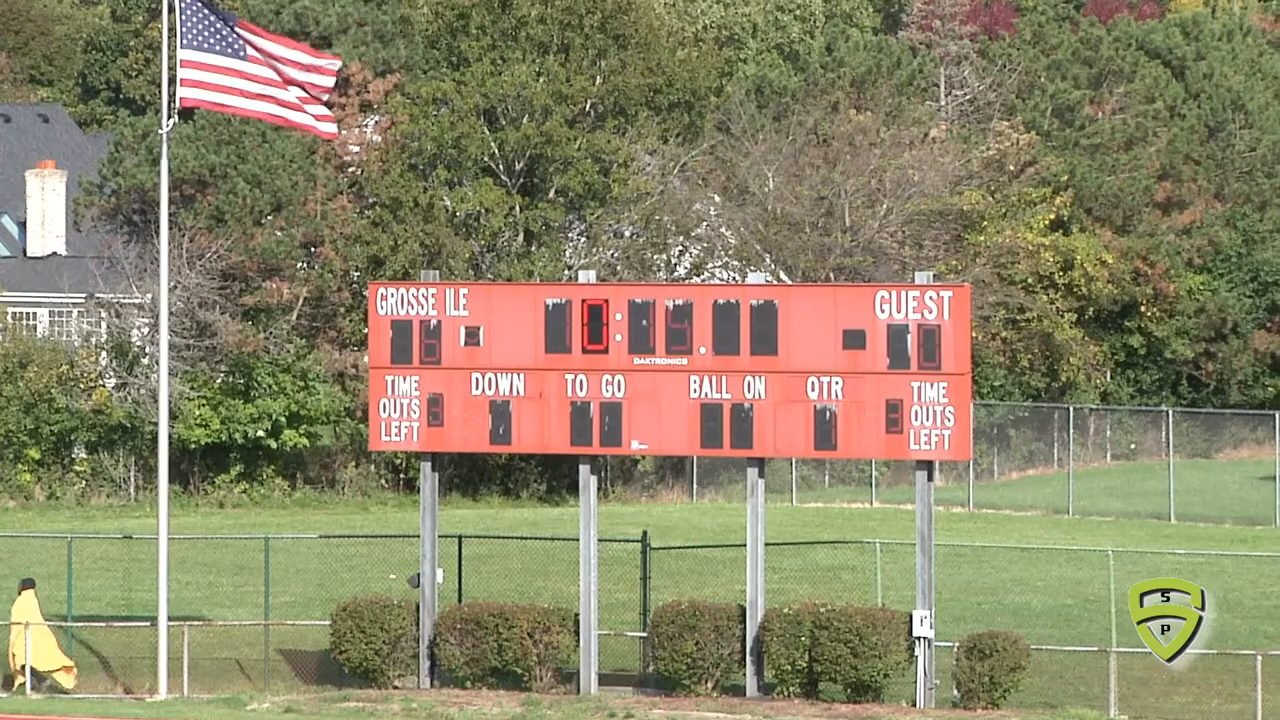 GROSSE ILE
GUEST
DAKTRONICS
TIME
OUTS
LEFT
DOWN
TO GO
BALL ON
QTR
TIME
OUTS
LEFT
S
P